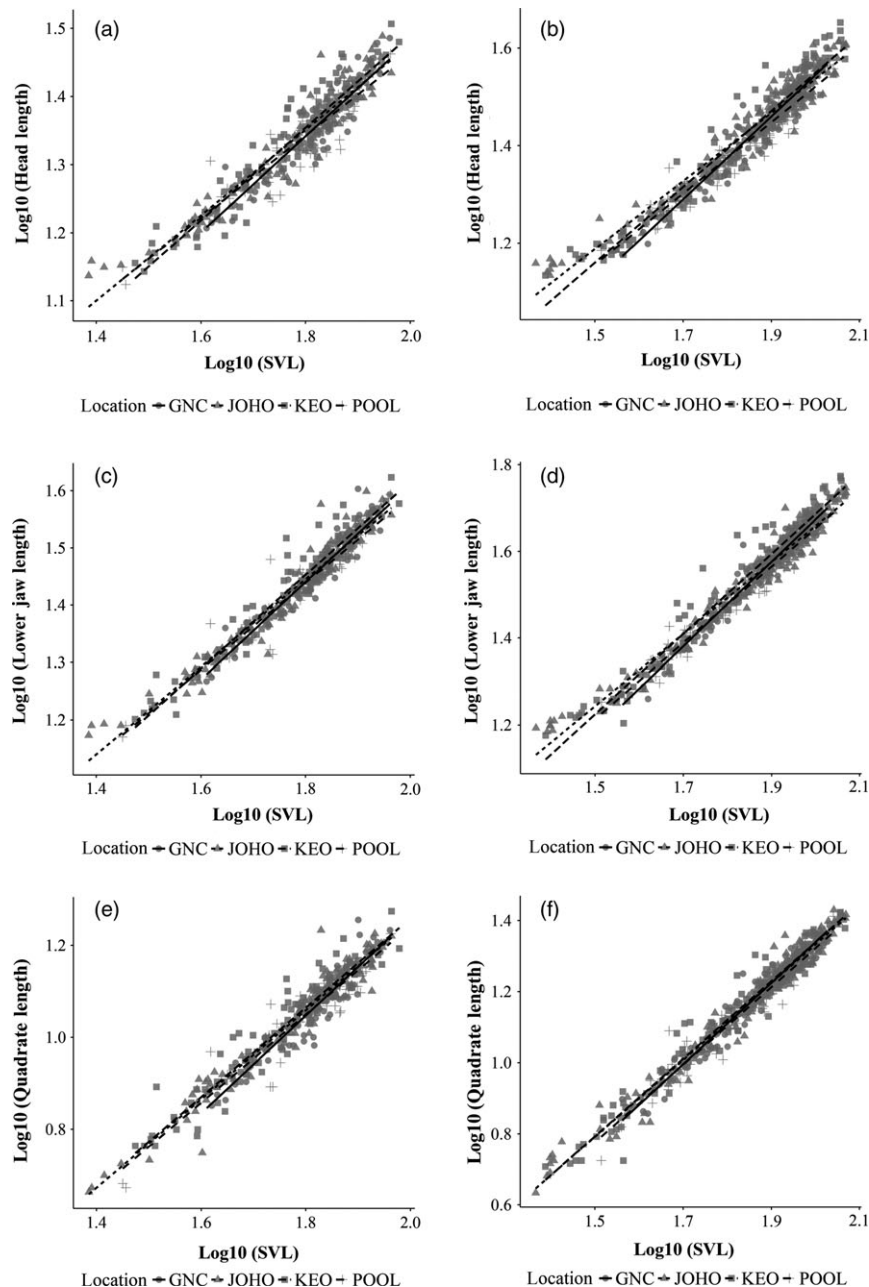 (a)
Log10 (Head length)
1.5
1.4
1.3
1.2
1.1
1.4 1.6 1.8 2.0
Log10 (SVL)
Location GNC JOHO KEO POOL
(b)
Log10 (Head length)
1.6
1.4
1.2
1.5 1.7 1.9 2.1
Log10 (SVL)
Location GNC JOHO KEO POOL
(c)
Log10 (Lower jaw length)
1.6
1.5
1.4
1.3
1.2
1.4 1.6 1.8 2.0
Log10 (SVL)
Location GNC JOHO KEO POOL
(d)
Log10 (Lower jaw length)
1.8
1.6
1.4
1.2
1.5 1.7 1.9 2.1
Log10 (SVL)
Location GNC JOHO KEO POOL
(e)
Log10 (Quadrate length)
1.2
1.0
0.8
1.4 1.6 1.8 2.0
Log10 (SVL)
Location GNC JOHO KEO POOL
(f)
Log10 (Quadrate length)
1.4
1.2
1.0
0.8
0.6
1.5 1.7 1.9 2.1
Log10 (SVL)
Location GNC JOHO KEO POOL